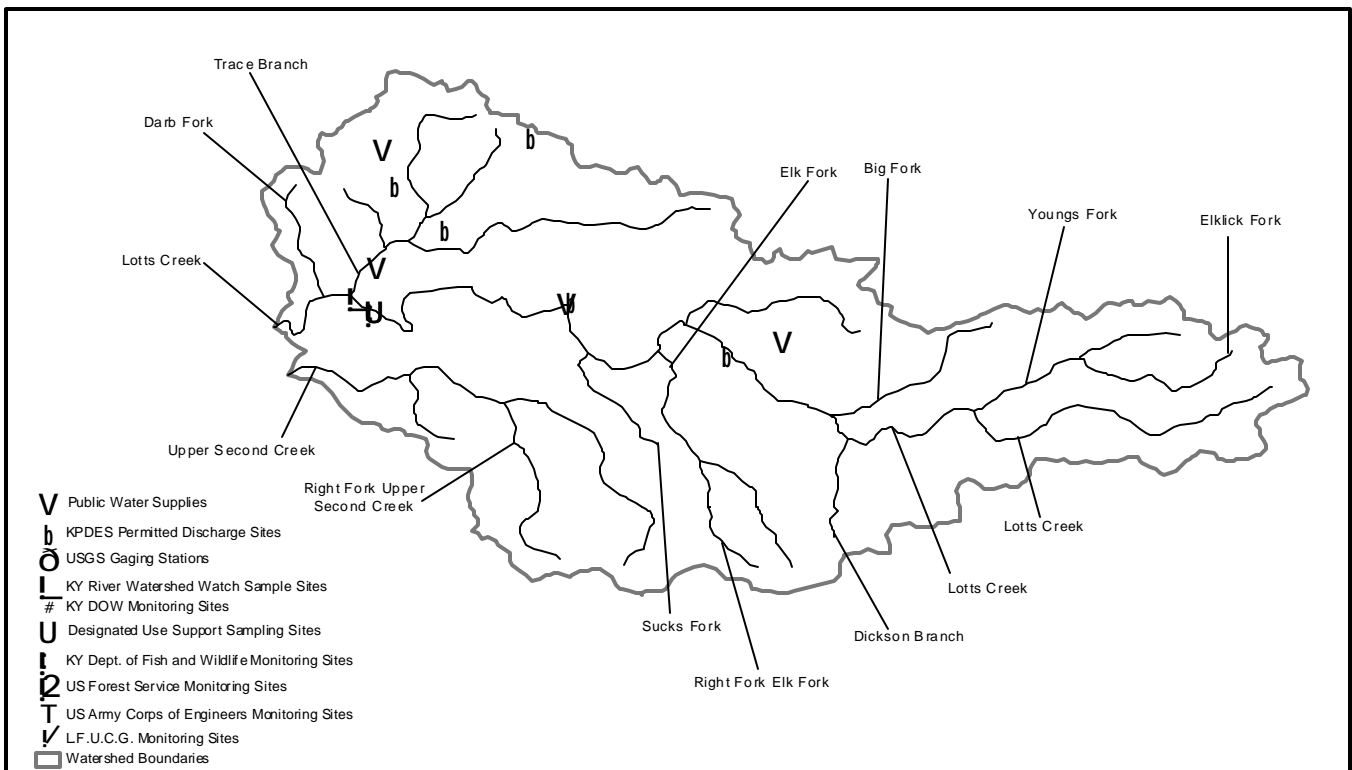 Trace Branch
Darb Fork
Elk Fork
Big Fork
Youngs Fork
Elklick Fork
Lotts Creek
V
b
b
b
V
U
V
b
V
b
Upper Second Creek
Right Fork Upper
Second Creek
Lotts Creek
Lotts Creek
Sucks Fork
Dickson Branch
Right Fork Elk Fork
V Public Water Supplies
b KPDES Permitted Discharge Sites
ð USGS Gaging Stations
KY River Watershed Watch Sample Sites
# KY DOW Monitoring Sites
U Designated Use Support Sampling Sites
KY Dept. of Fish and Wildlife Monitoring Sites
US Forest Service Monitoring Sites
T US Army Corps of Engineers Monitoring Sites
L.F.U.C.G. Monitoring Sites
Watershed Boundaries